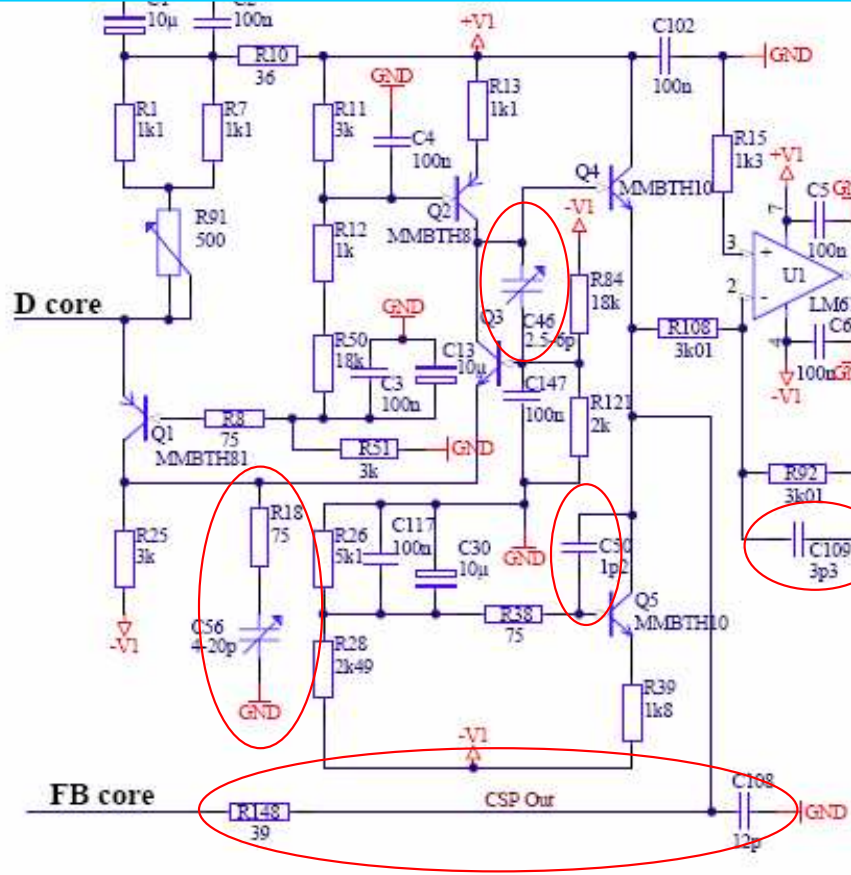 10µ
100n
+V1
C102
GND
R10
36
GND
100n
R13
1k1
R1
1k1
R7
1k1
R11
3k
C4
100n
R15
1k3
+V1
Q4
MMBTH10
C5
Q2
-V1
7
R91
500
R12
1k
MMBTH81
3
+
100n
U1
2
-
R84
18k
D core
GND
Q3
C46
2.5-6p
R108
3k01
LM6
C6
R50
18k
C13
10µ
4
100n
C3
100n
C147
100n
R121
2k
-V1
R8
75
Q1
MMBTH81
R51
3k
GND
R92
3k01
R18
75
C117
100n
R25
3k
R26
5k1
C30
10µ
GND
C50
1p2
C109
3p3
Q5
MMBTH10
R38
75
C56
4-20p
-V1
R28
2k49
R39
1k8
GND
-V1
C108
FB core
CSP Out
R148
39
GND
12p